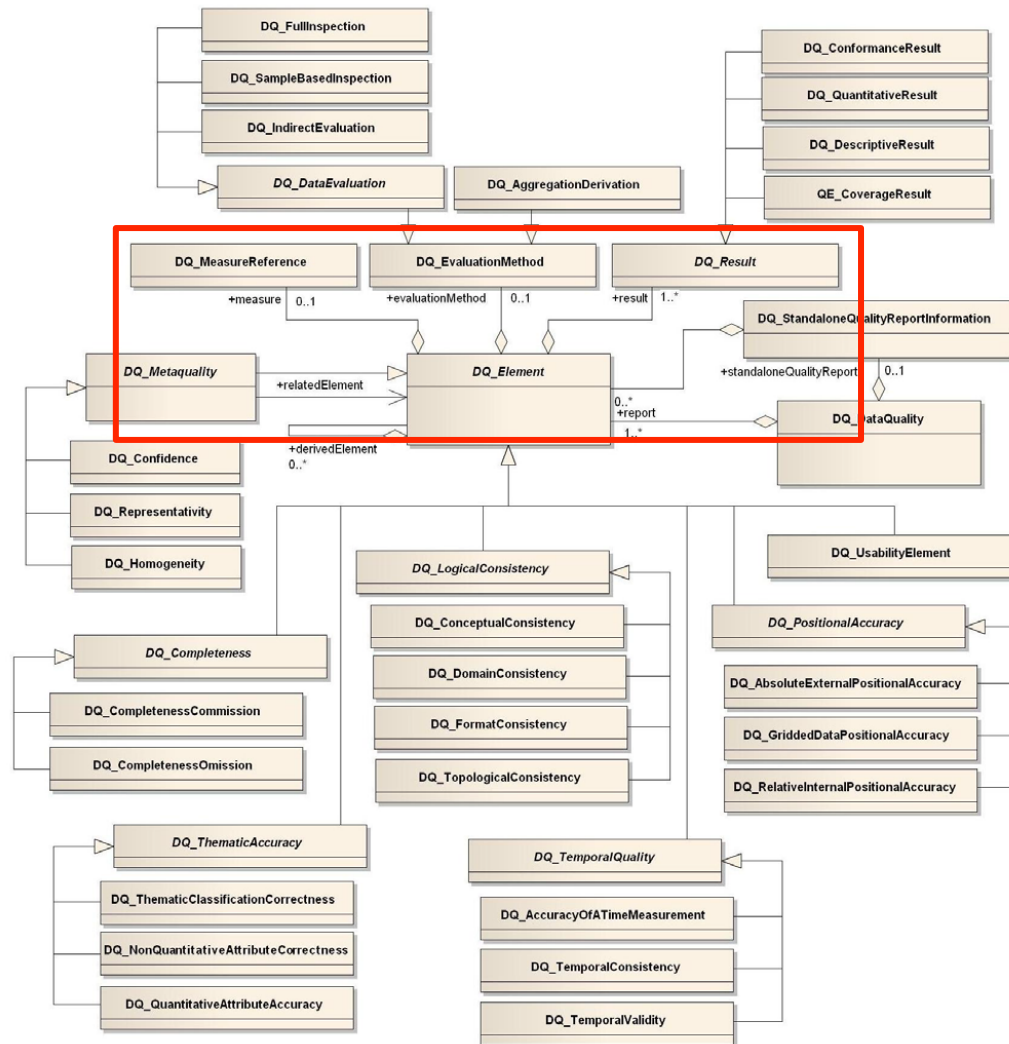 DQ_FullInspection
DQ_ConformanceResult
DQ_SampleBasedInspection
DQ_QuantitativeResult
DQ_IndirectEvaluation
DQ_DescriptiveResult
DQ_DataEvaluation
DQ_AggregationDerivation
QE_CoverageResult
DQ_MeasureReference
DQ_EvaluationMethod
DQ_Result
+measure
0..1
+evaluationMethod
0..1
+result
1..*
DQ_StandaloneQualityReportInformation
DQ_Metaquality
+relatedElement
DQ_Element
+standaloneQualityReport
0..1
0..*
+report
1..*
DQ_DataQuality
+derivedElement
0..*
DQ_Confidence
DQ_Representativity
DQ_Homogeneity
DQ_LogicalConsistency
DQ_UsabilityElement
DQ_ConceptualConsistency
DQ_PositionalAccuracy
DQ_Completeness
DQ_DomainConsistency
DQ_AbsoluteExternalPositionalAccuracy
DQ_CompletenessCommission
DQ_FormatConsistency
DQ_GriddedDataPositionalAccuracy
DQ_CompletenessOmission
DQ_TopologicalConsistency
DQ_RelativeInternalPositionalAccuracy
DQ_ThematicAccuracy
DQ_TemporalQuality
DQ_ThematicClassificationCorrectness
DQ_AccuracyOfATimeMeasurement
DQ_NonQuantitativeAttributeCorrectness
DQ_TemporalConsistency
DQ_QuantitativeAttributeAccuracy
DQ_TemporalValidity